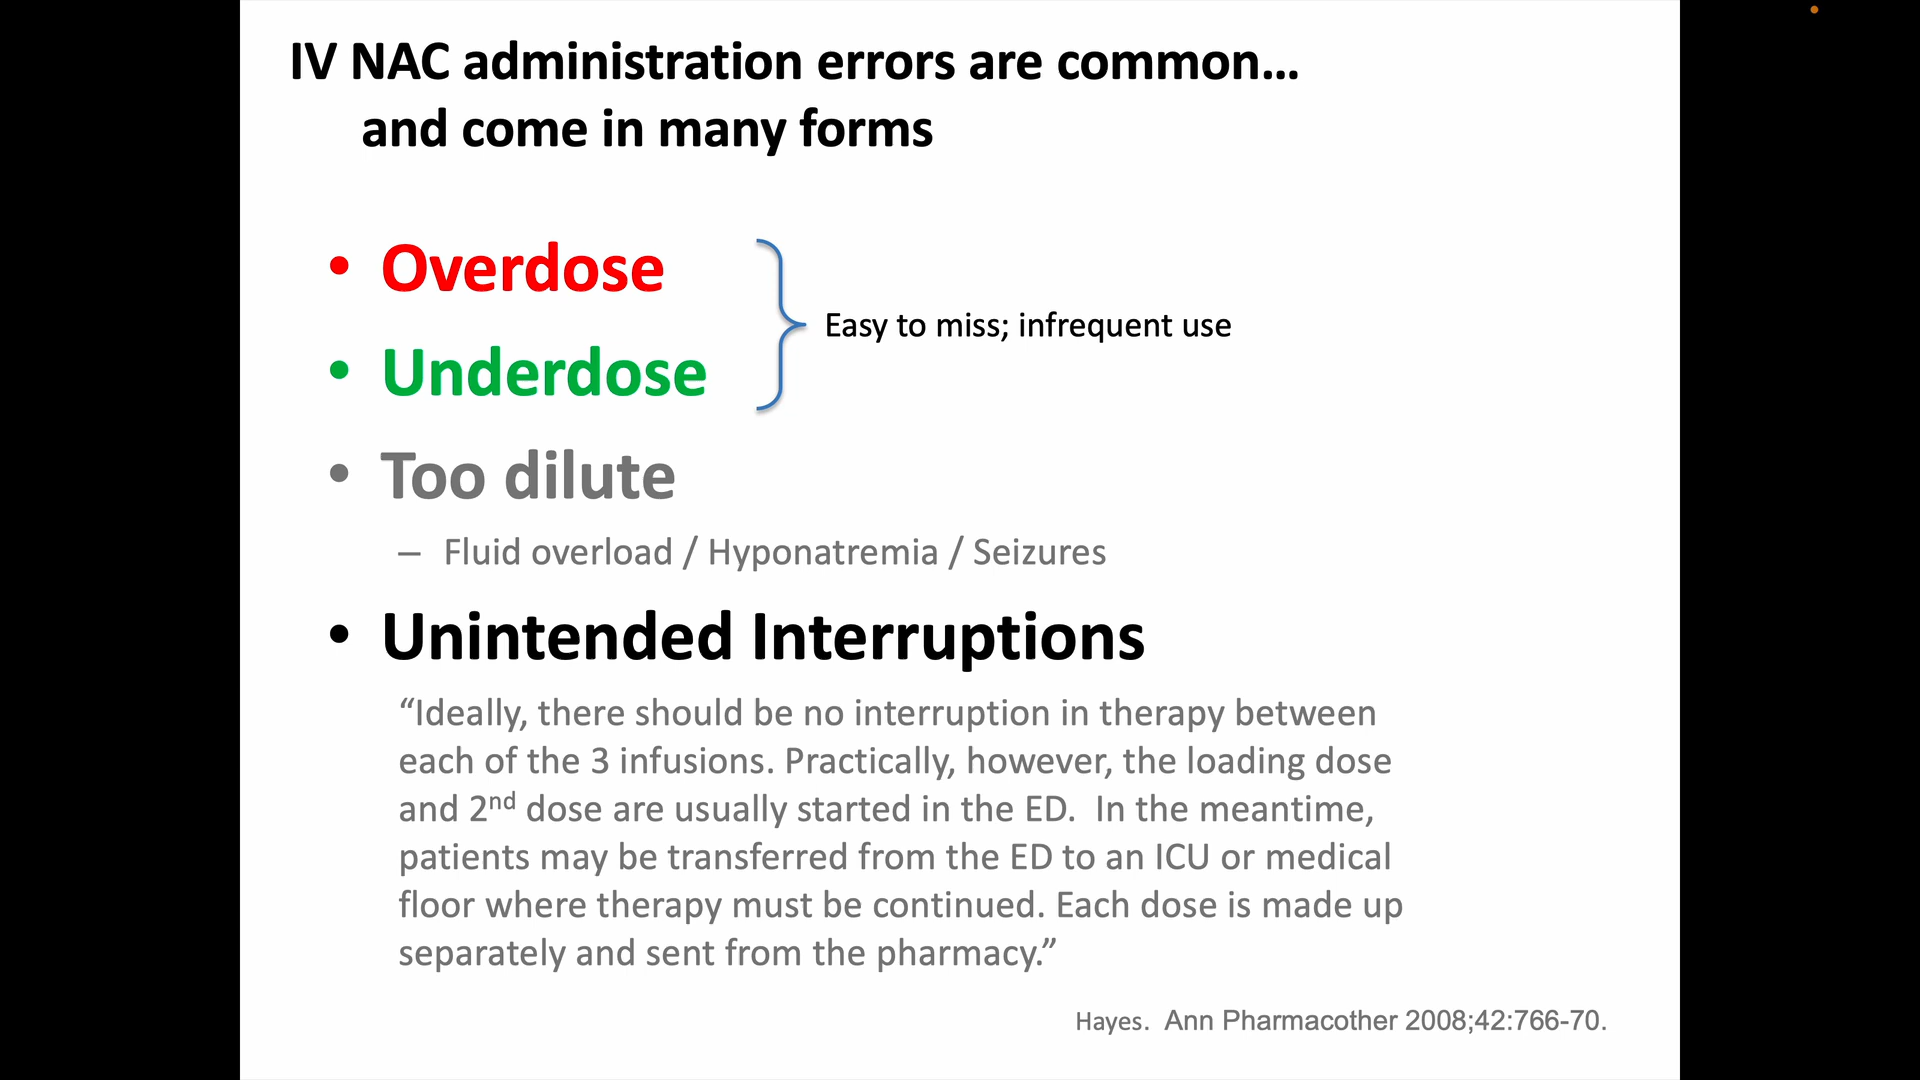 IV NAC administration errors are common...
and come in many forms
• Overdose
Easy to miss; infrequent use
• Underdose
• Too dilute
– Fluid overload / Hyponatremia / Seizures
• Unintended Interruptions
“Ideally, there should be no interruption in therapy between
each of the 3 infusions. Practically, however, the loading dose
and 2nd dose are usually started in the ED.  In the meantime,
patients may be transferred from the ED to an ICU or medical
floor where therapy must be continued. Each dose is made up
separately and sent from the pharmacy.”
Hayes.  Ann Pharmacother 2008;42:766-70.